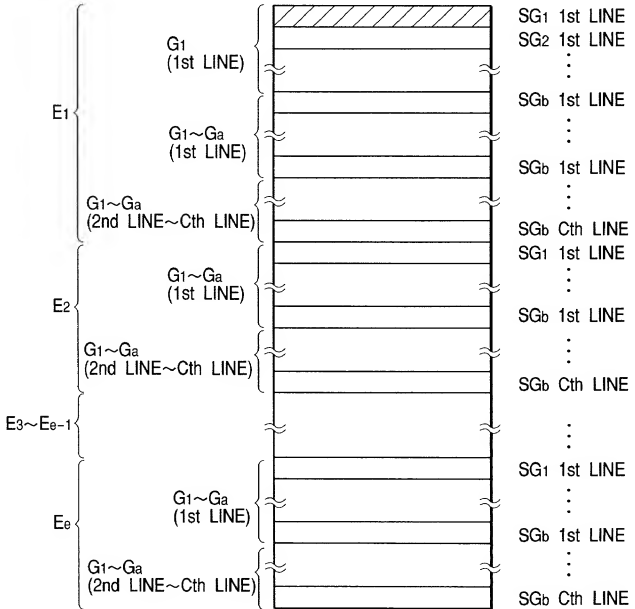 SG1 1st LINE
G1
(1st LINE)
SG2 1st LINE
E1
SGb 1st LINE
G1~Ga
(1st LINE)
SGb 1st LINE
G1~Ga
(2nd LINE~Cth LINE)
SGb Cth LINE
SG1 1st LINE
G1~Ga
(1st LINE)
E2
SGb 1st LINE
G1~Ga
(2nd LINE~Cth LINE)
SGb Cth LINE
E3~Ee-1
SG1 1st LINE
G1~Ga
(1st LINE)
Ee
SGb 1st LINE
G1~Ga
(2nd LINE~Cth LINE)
SGb Cth LINE